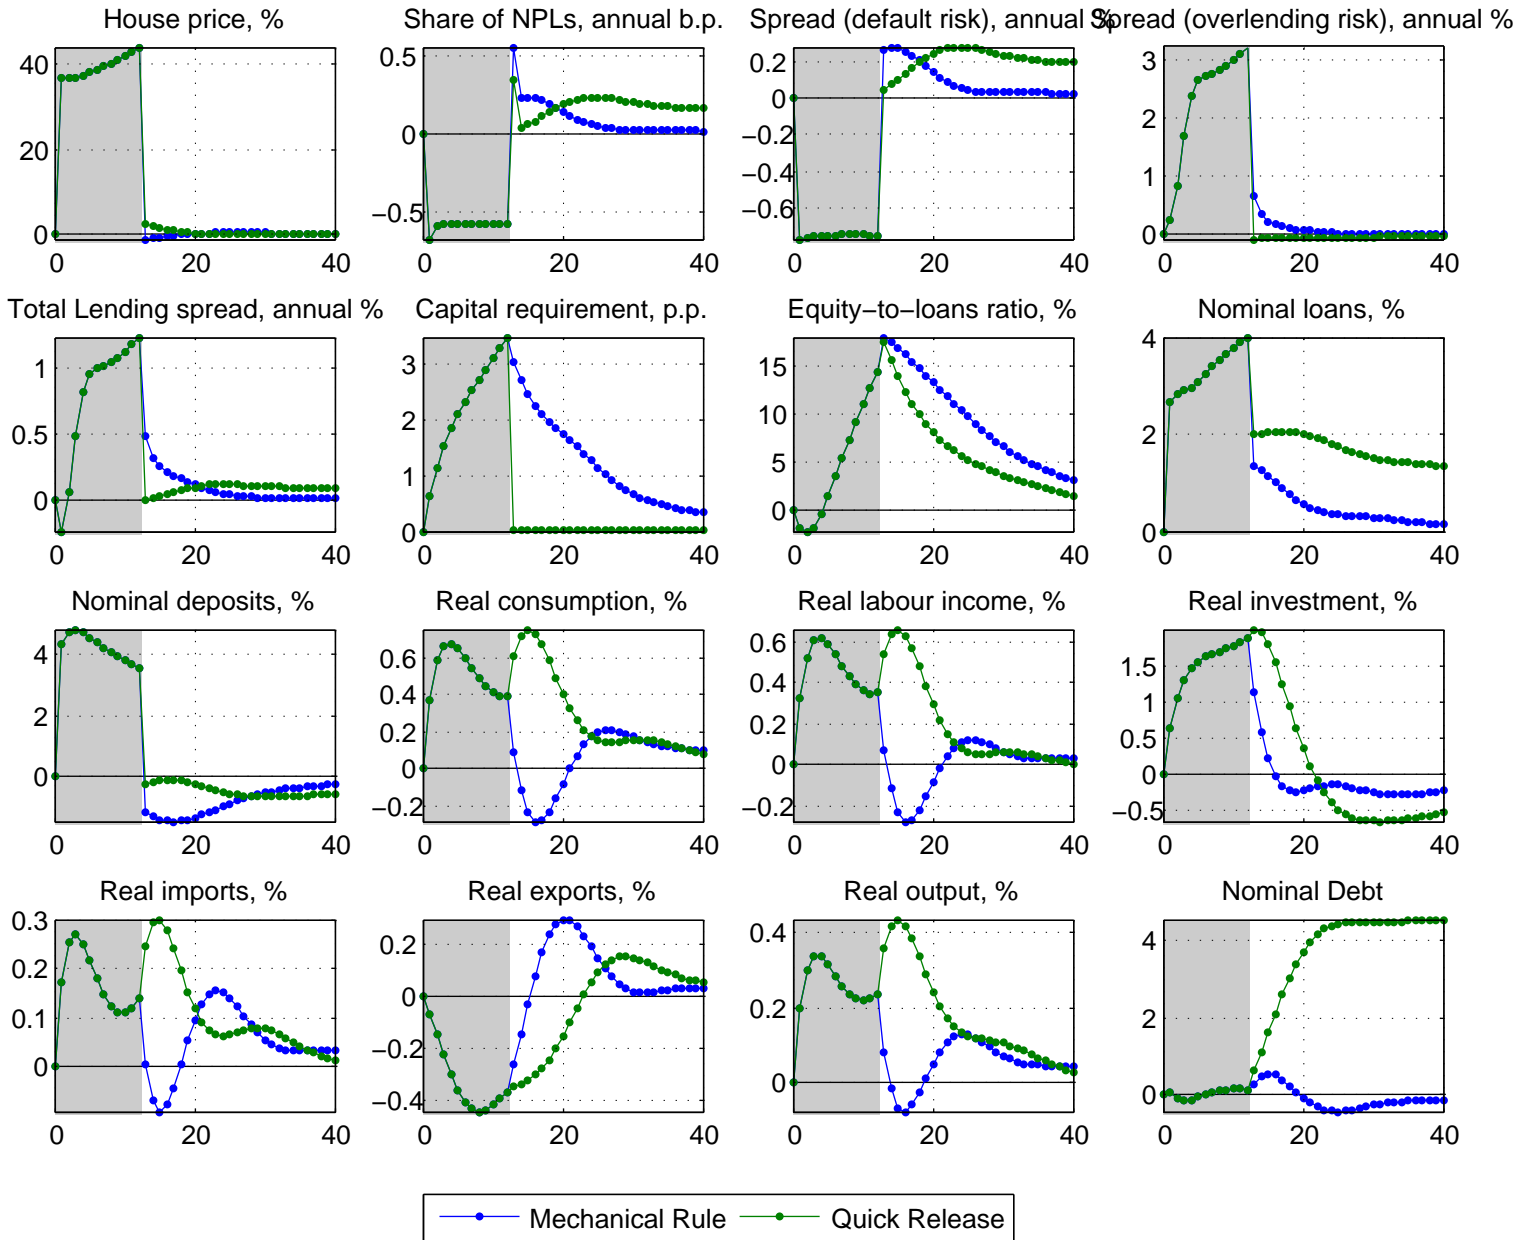 House price, %
Share of NPLs, annual b.p.
Spread (default risk), annual %
Spread (overlending risk), annual %
40
20
0
0 20 40
0.5
0
−0.5
0 20 40
0.2
0
−0.2
−0.4
−0.6
0 20 40
3
2
1
0
0 20 40
Total Lending spread, annual %
Capital requirement, p.p.
Equity−to−loans ratio, %
Nominal loans, %
1
0.5
0
0 20 40
3
2
1
0
0 20 40
15
10
5
0
0 20 40
4
2
0
0 20 40
Nominal deposits, %
Real consumption, %
Real labour income, %
Real investment, %
4
2
0
0 20 40
0.6
0.4
0.2
0
−0.2
0 20 40
0.6
0.4
0.2
0
−0.2
0 20 40
1.5
1
0.5
0
−0.5
0 20 40
Real imports, %
Real exports, %
Real output, %
Nominal Debt
0.3
0.2
0.1
0
0 20 40
0.2
0
−0.2
−0.4
0 20 40
0.4
0.2
0
0 20 40
4
2
0
0 20 40
Mechanical Rule
Quick Release